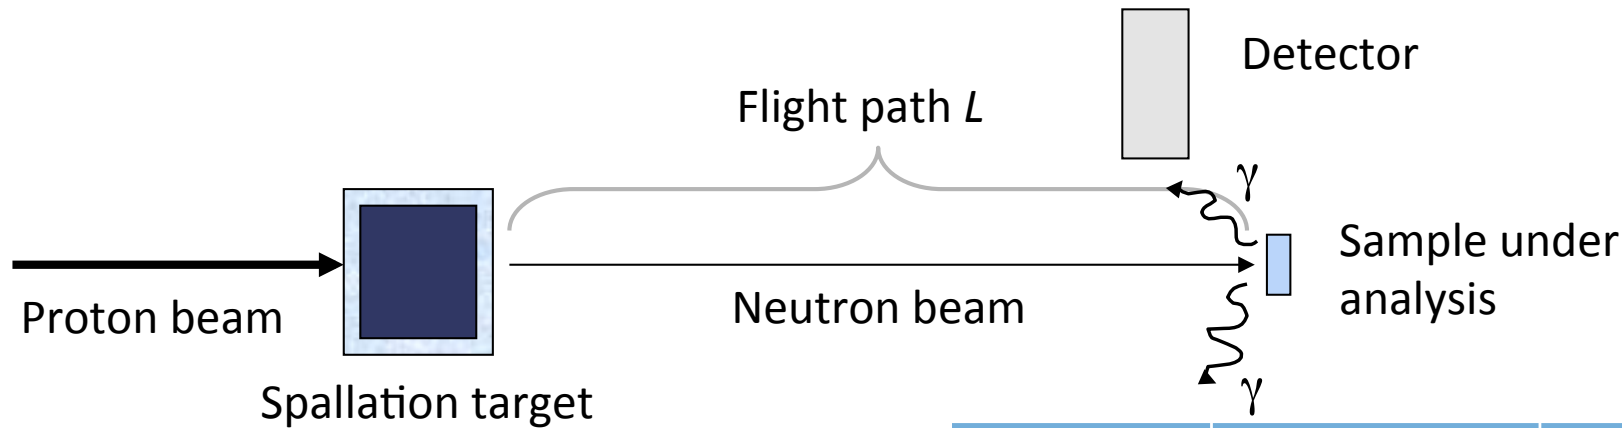 Detector
Flight path L
γ
Sample under
analysis
Proton beam
Neutron beam
Spallation target
γ